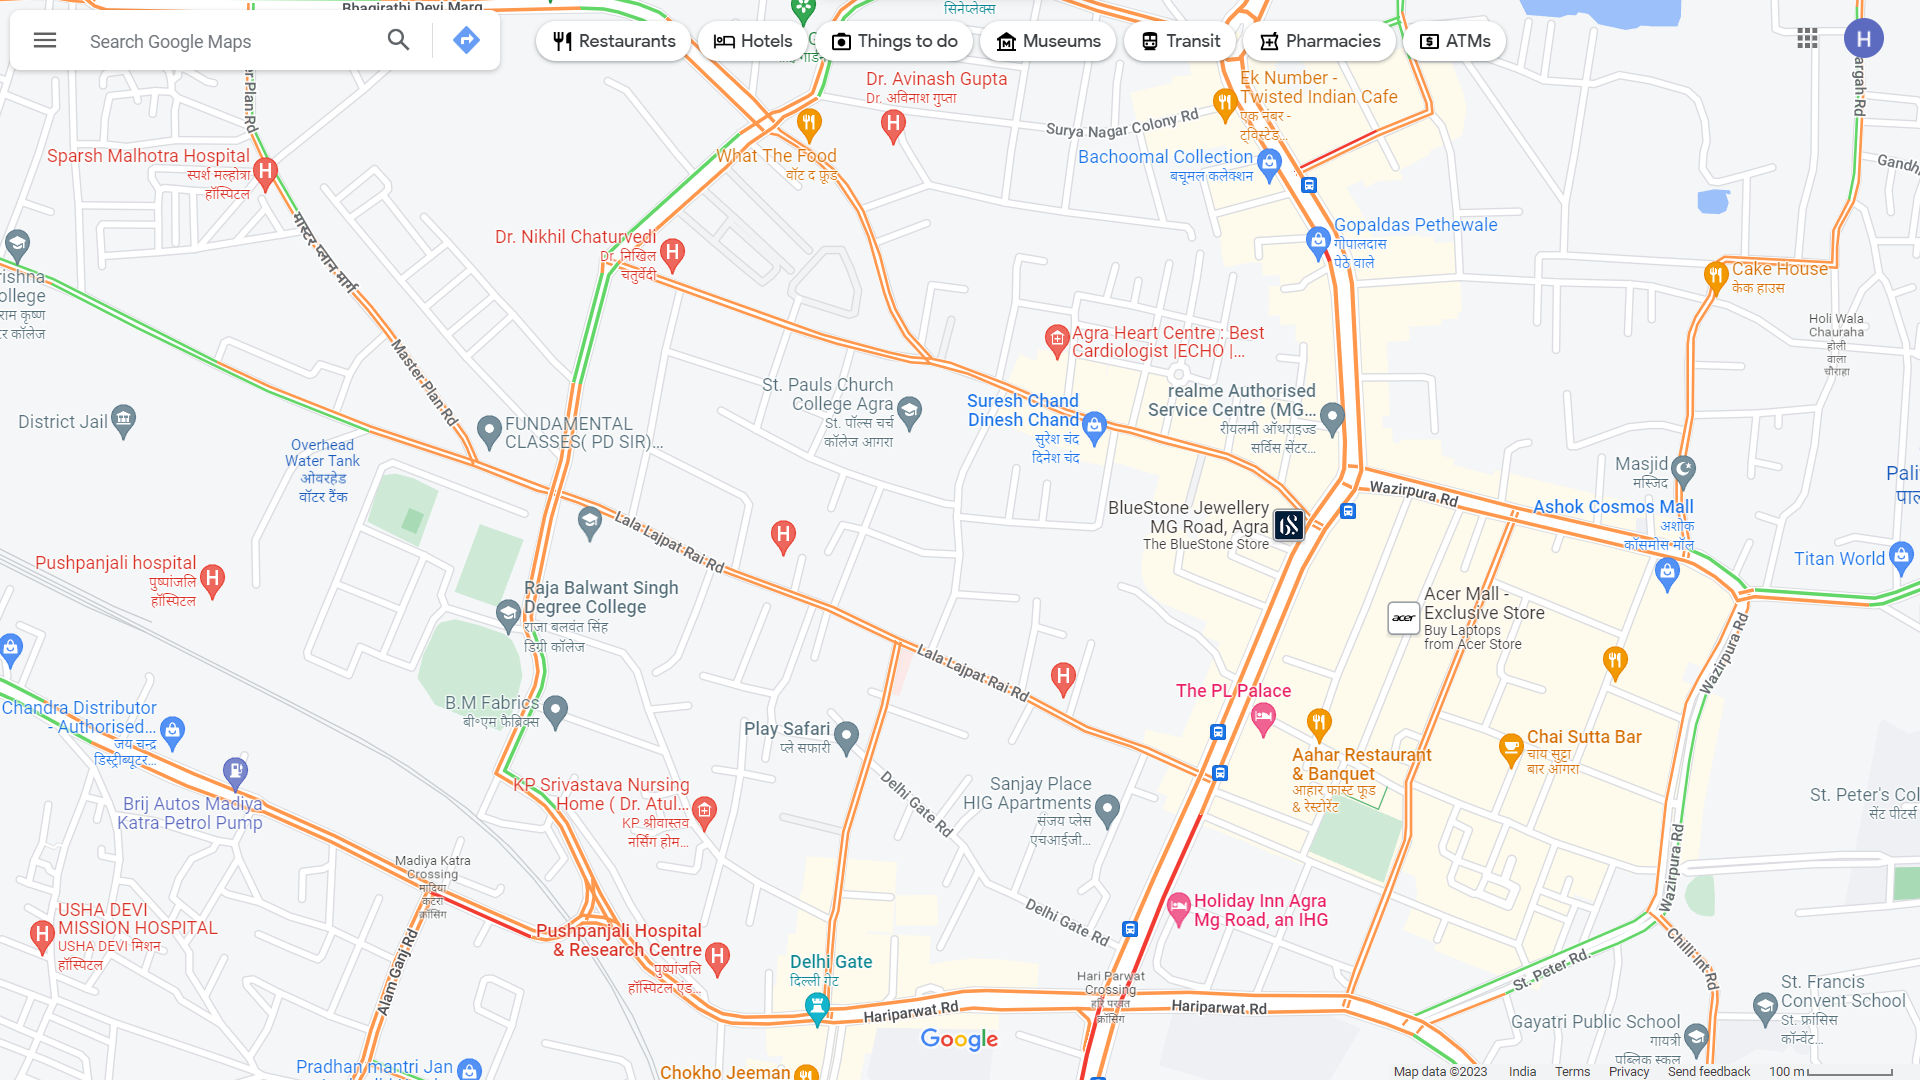 Bhagirathi Devi Marg
सिनेप्लेक्स
Search Google Maps
Restaurants
Hotels
Things to do
Museums
Transit
Pharmacies
ATMs
H
Dr. Avinash Gupta
Dr. अविनाश गुप्ता
Ek Number -
Twisted Indian Cafe
एक नंबर -
ट्विस्टेड...
Surya Nagar Colony Rd
Sparsh Malhotra Hospital
स्पर्श मल्होत्रा
हॉस्पिटल
What The Food
वॉट द फ़ूड
Bachoomal Collection
बचूमल कलेक्शन
Gopaldas Pethewale
गोपालदास
पेठे वाले
Dr. Nikhil Chaturvedi
Dr. निखिल
चतुर्वेदी
मास्टर प्लान मार्ग
Cake House
केक हाउस
Holi Wala
Chauraha
होली
वाला
चौराहा
Agra Heart Centre : Best
Cardiologist |ECHO |...
Master Plan Rd
St. Pauls Church
College Agra
St. पॉल्स चर्च
कॉलेज आगरा
Suresh Chand
Dinesh Chand
सुरेश चंद
दिनेश चंद
realme Authorised
Service Centre (MG...
रीयलमी ऑथराइज्ड
सर्विस सेंटर...
District Jail
FUNDAMENTAL
CLASSES( PD SIR)...
Overhead
Water Tank
ओवरहेड
वॉटर टैंक
Masjid
मस्जिद
Wazirpura Rd
Ashok Cosmos Mall
अशोक
कॉसमोस मॉल
BlueStone Jewellery
MG Road, Agra
The BlueStone Store
Lala Lajpat Rai Rd
Titan World
Pushpanjali hospital
पुष्पांजलि
हॉस्पिटल
Raja Balwant Singh
Degree College
राजा बलवंत सिंह
डिग्री कॉलेज
acer
Acer Mall -
Exclusive Store
Buy Laptops
from Acer Store
Wazirpura Rd
Lala Lajpat Rai Rd
The PL Palace
B.M Fabrics
बी॰एम फैब्रिक्स
Chandra Distributor
- Authorised...
जय चन्द्र
डिस्ट्रीब्यूटर...
Play Safari
प्ले सफारी
Chai Sutta Bar
चाय सुट्टा
बार आगरा
Aahar Restaurant
& Banquet
आहार फास्ट फूड
& रेस्टोरेंट
Brij Autos Madiya
Katra Petrol Pump
KP Srivastava Nursing
Home ( Dr. Atul...
KP श्रीवास्तव
नर्सिंग होम...
Delhi Gate Rd
Sanjay Place
HIG Apartments
संजय प्लेस
एचआईजी...
St. Peter's Col
सेंट पीटर्स
Wazirpura Rd
Madiya Katra
Crossing
मादिया
कटरा
क्रॉसिंग
USHA DEVI
MISSION HOSPITAL
USHA DEVI मिशन
हॉस्पिटल
Pushpanjali Hospital
& Research Centre
पुष्पांजलि
हॉस्पिटल एंड...
Delhi Gate Rd
Holiday Inn Agra
Mg Road, an IHG
Alam Ganj Rd
Delhi Gate
दिल्ली गेट
Hari Parwat
Crossing
हरि पर्वत
क्रॉसिंग
St. Peter Rd.
Chilli Int Rd
Hariparwat Rd
Hariparwat Rd
St. Francis
Convent School
St. फ्रांसिस
कॉन्वेंट...
Gayatri Public School
गायत्री
पब्लिक स्कूल
Google
Pradhan mantri Jan
Chokho Jeeman
Map data ©2023
India
Terms
Privacy
Send feedback
100 m